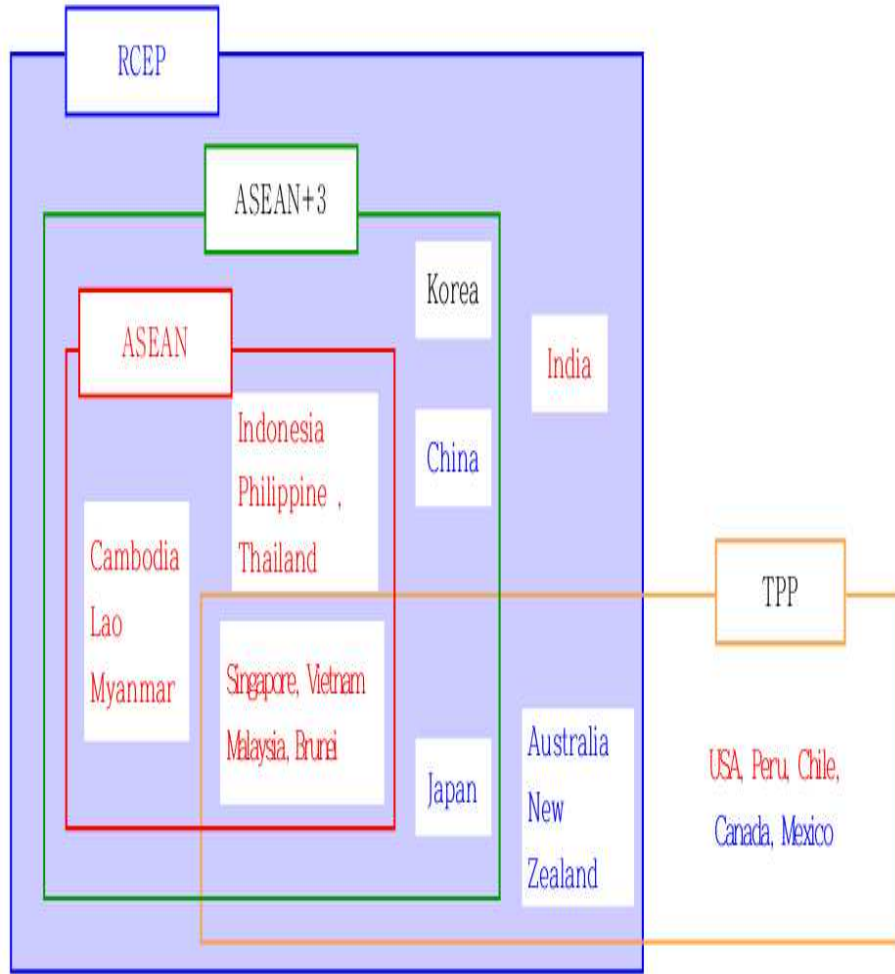 RCEP
ASEAN+3
Korea
ASEAN
India
Indonesia
Philippine ,
Thailand
China
Cambodia
Lao
Myanmar
TPP
Singapore, Vietnam
Malaysia, Brunei
Japan
Australia
New
Zealand
USA, Peru, Chile,
Canada, Mexico